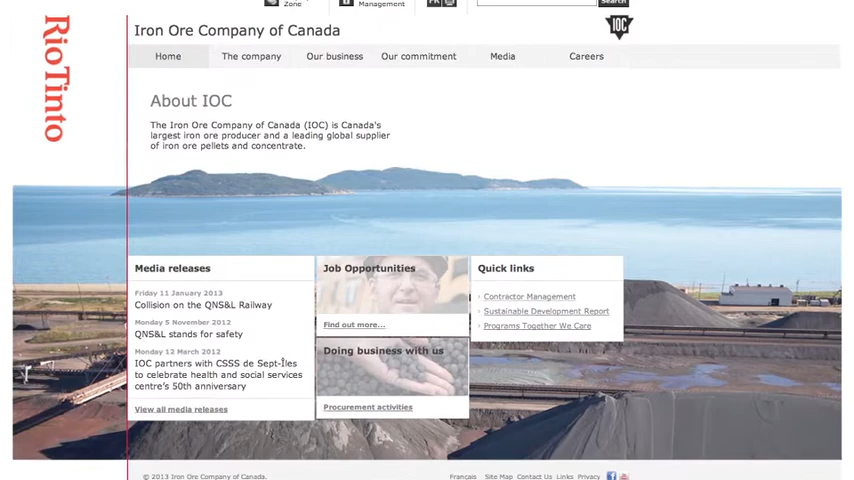 Zone
Management
FR
Search
RioTinto
Iron Ore Company of Canada
IOC
Home
The company
Our business
Our commitment
Media
Careers
About IOC
The Iron Ore Company of Canada (IOC) is Canada's
largest iron ore producer and a leading global supplier
of iron ore pellets and concentrate.
Media releases
Friday 11 January 2013
Collision on the QNS&L Railway
Monday 5 November 2012
QNS&L stands for safety
Monday 12 March 2012
IOC partners with CSSS de Sept-Îles
to celebrate health and social services
centre's 50th anniversary
View all media releases
Job Opportunities
Find out more...
Doing business with us
Procurement activities
Quick links
Contractor Management
Sustainable Development Report
Programs Together We Care
© 2013 Iron Ore Company of Canada.
Français
Site Map
Contact Us
Links
Privacy